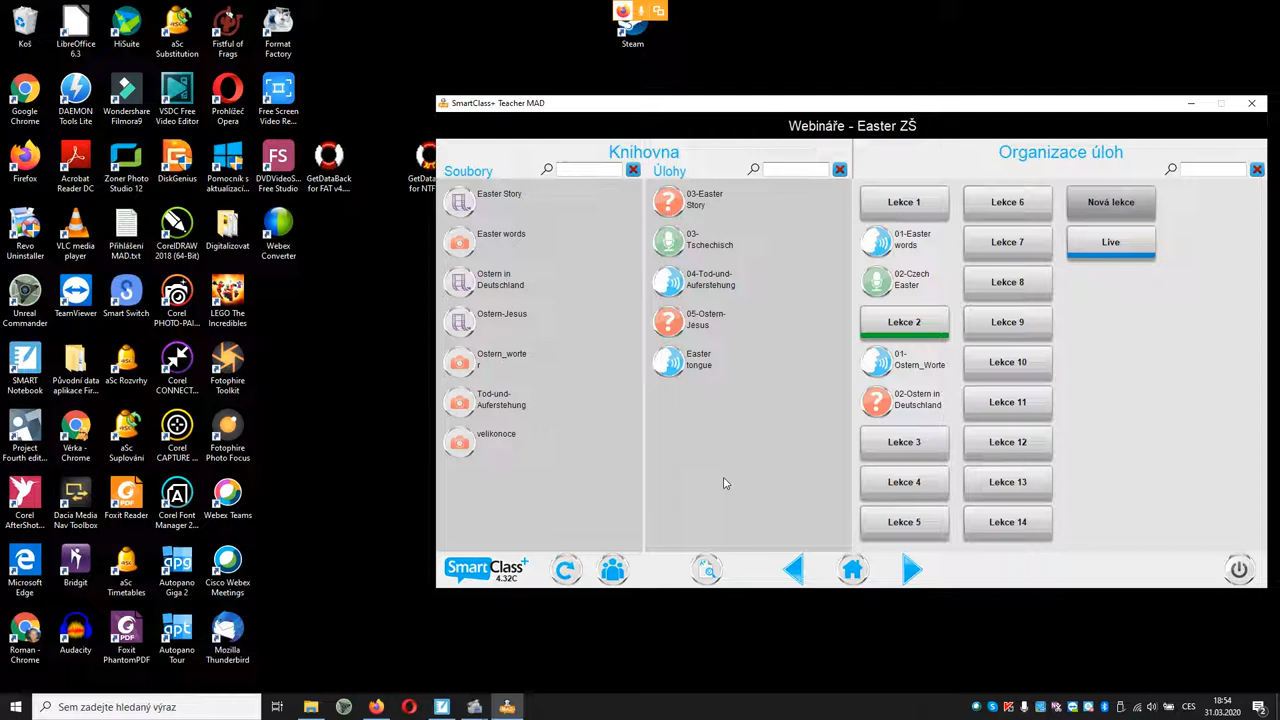 Koš
LibreOffice
6.3
HiSuite
aSc
Substitution
Fistful of
Frags
Format
Factory
Steam
Google
Chrome
DAEMON
Tools Lite
Wondershare
Filmora9
VSDC Free
Video Editor
Prohlížeč
Opera
Free Screen
Video Re...
Firefox
Acrobat
Reader DC
Zoner Photo
Studio 12
DiskGenius
Pomocník s
aktualizací...
DVDVideoS...
Free Studio
GetDataBack
for FAT v4....
GetData
for NTF
Revo
Uninstaller
VLC media
player
Přihlášení
MAD.txt
CorelDRAW
2018 (64-Bit)
Digitalizovat
Webex
Converter
Unreal
Commander
TeamViewer
Smart Switch
Corel
PHOTO-PAI...
LEGO The
Incredibles
SMART
Notebook
Původní data
aplikace Fir...
aSc Rozvrhy
Corel
CONNECT...
Fotophire
Toolkit
Project
Fourth edit...
Věrka -
Chrome
aSc
Suplování
Corel
CAPTURE ...
Fotophire
Photo Focus
Corel
AfterShot...
Dacia Media
Nav Toolbox
Foxit Reader
Corel Font
Manager 2...
Webex Teams
Microsoft
Edge
Bridgit
aSc
Timetables
Autopano
Giga 2
Cisco Webex
Meetings
Roman -
Chrome
Audacity
Foxit
PhantomPDF
Autopano
Tour
Mozilla
Thunderbird
SmartClass+ Teacher MAD
Webináře - Easter ZŠ
Knihovna
Soubory
Úlohy
Organizace úloh
Easter Story
Easter words
Ostern in
Deutschland
Ostern-Jesus
Ostern_worte
r
Tod-und-
Auferstehung
velikonoce
03-Easter
Story
03-
Tschechisch
04-Tod-und-
Auferstehung
05-Ostern-
Jesus
Easter
tongue
Lekce 1
01-Easter
words
02-Czech
Easter
Lekce 2
01-
Ostern_Worte
02-Ostern in
Deutschland
Lekce 3
Lekce 4
Lekce 5
Lekce 6
Lekce 7
Lekce 8
Lekce 9
Lekce 10
Lekce 11
Lekce 12
Lekce 13
Lekce 14
Nová lekce
Live
SmartClass+
4.32C
Sem zadejte hledaný výraz
CES
18:54
31.03.2020